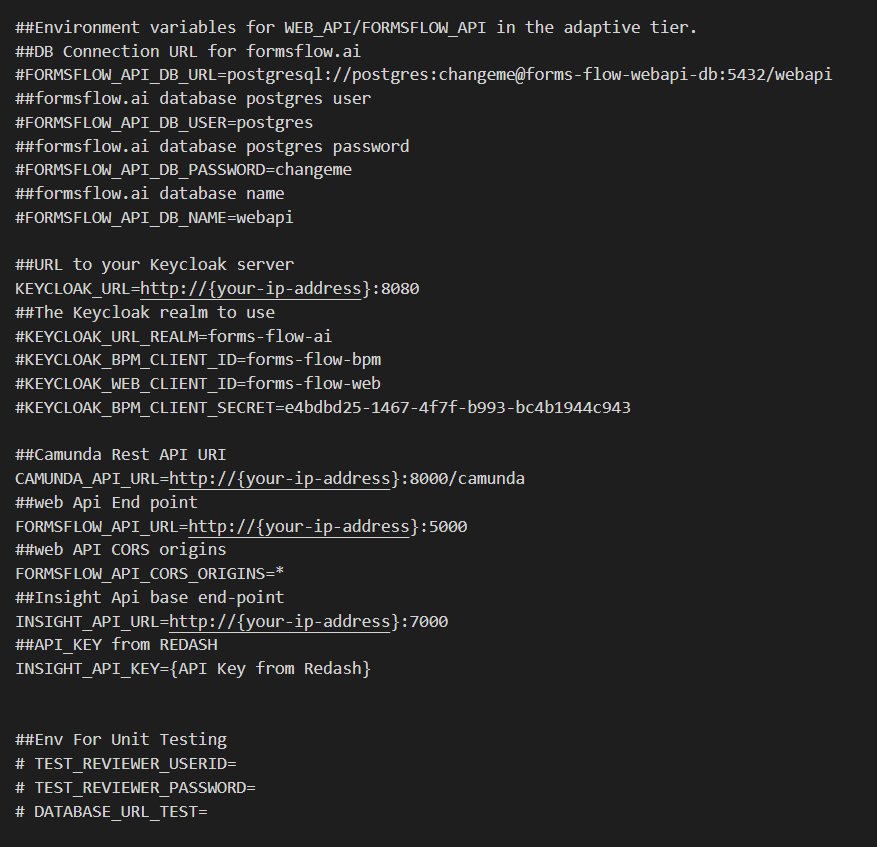 ##Environment variables for WEB_API/FORMSFLOW_API in the adaptive tier.
##DB Connection URL for formsflow.ai
#FORMSFLOW_API_DB_URL=postgresql://postgres:changeme@forms-flow-webapi-db:5432/webapi
##formsflow.ai database postgres user
#FORMSFLOW_API_DB_USER=postgres
##formsflow.ai database postgres password
#FORMSFLOW_API_DB_PASSWORD=changeme
##formsflow.ai database name
#FORMSFLOW_API_DB_NAME=webapi

##URL to your Keycloak server
KEYCLOAK_URL=http://{your-ip-address}:8080
##The Keycloak realm to use
#KEYCLOAK_URL_REALM=forms-flow-ai
#KEYCLOAK_BPM_CLIENT_ID=forms-flow-bpm
#KEYCLOAK_WEB_CLIENT_ID=forms-flow-web
#KEYCLOAK_BPM_CLIENT_SECRET=e4bdbd25-1467-4f7f-b993-bc4b1944c943

##Camunda Rest API URI
CAMUNDA_API_URL=http://{your-ip-address}:8000/camunda
##web Api End point
FORMSFLOW_API_URL=http://{your-ip-address}:5000
##web API CORS origins
FORMSFLOW_API_CORS_ORIGINS=*
##Insight Api base end-point
INSIGHT_API_URL=http://{your-ip-address}:7000
##API_KEY from REDASH
INSIGHT_API_KEY={API Key from Redash}

##Env For Unit Testing
# TEST_REVIEWER_USERID=
# TEST_REVIEWER_PASSWORD=
# DATABASE_URL_TEST=